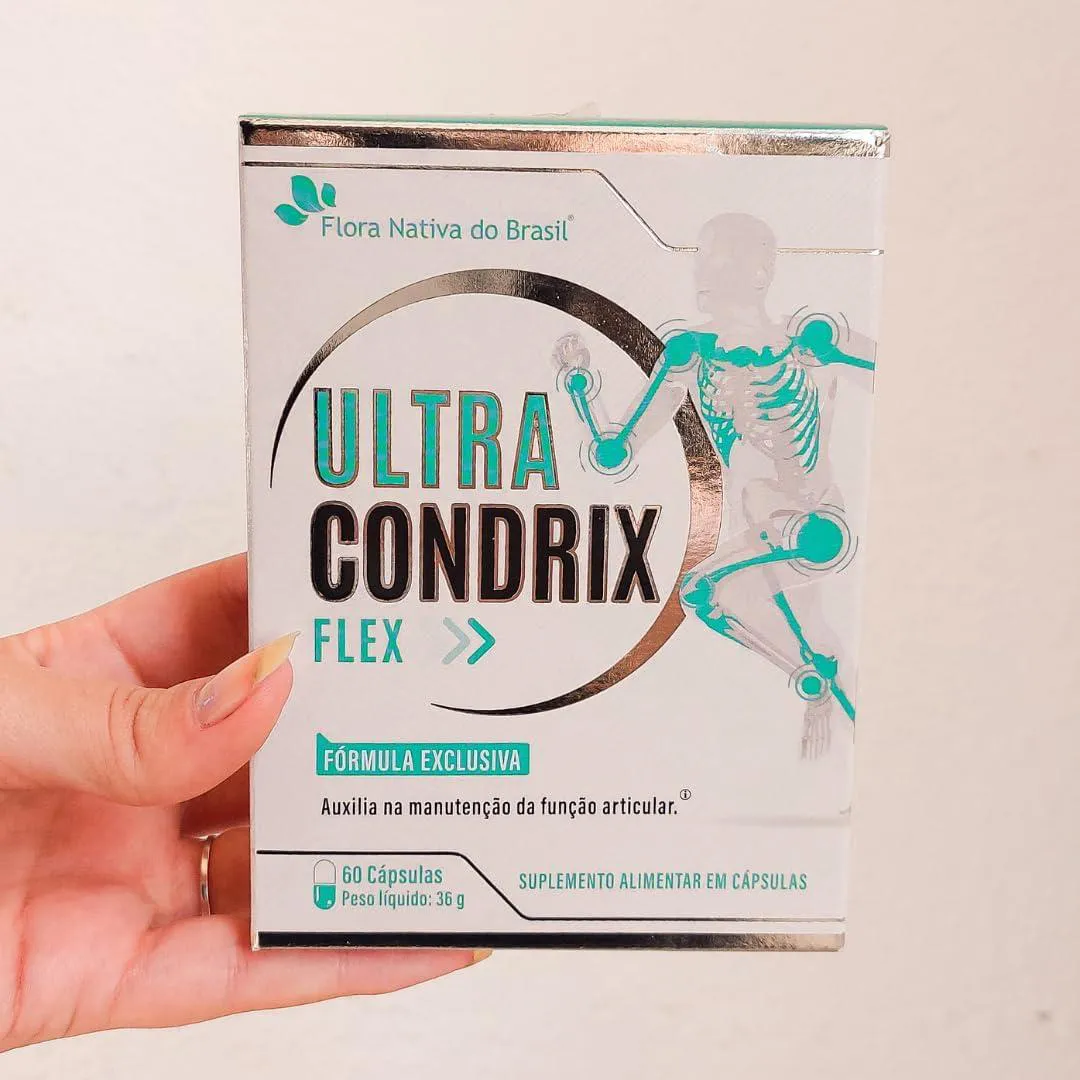 Flora Nativa do Brasil®
ULTRA
CONDRIX
FLEX
FÓRMULA EXCLUSIVA
Auxilia na manutenção da função articular.
60 Cápsulas
Peso líquido: 36 g
SUPLEMENTO ALIMENTAR EM CÁPSULAS